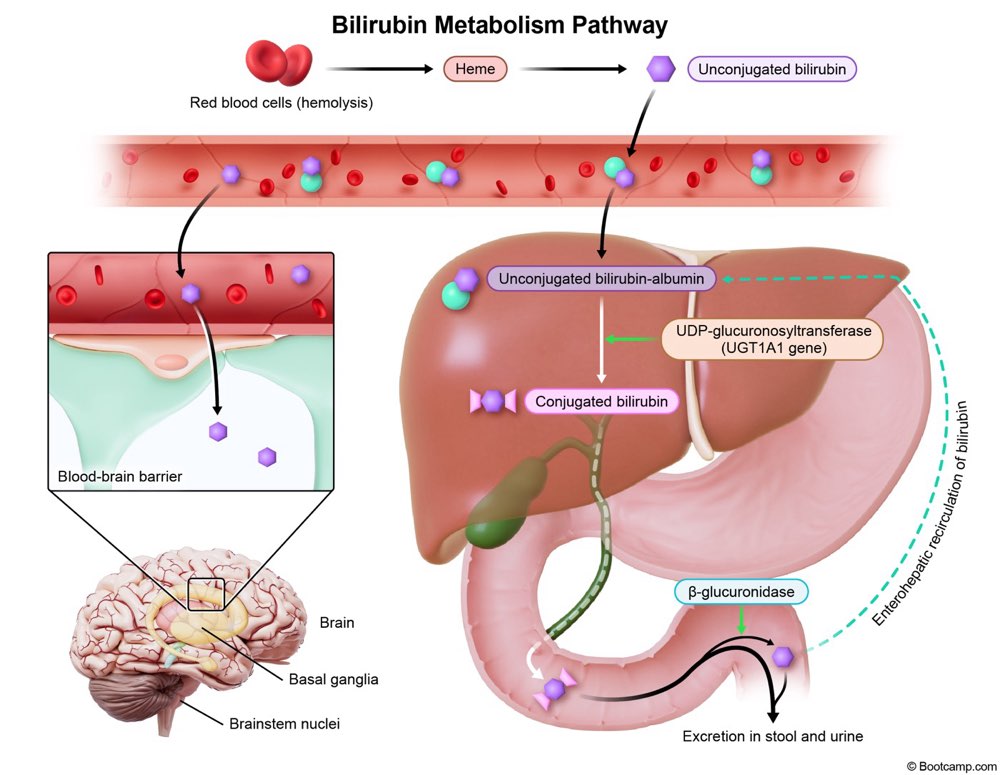 Bilirubin Metabolism Pathway
Heme
Unconjugated bilirubin
Red blood cells (hemolysis)
Unconjugated bilirubin-albumin
UDP-glucuronosyltransferase
(UGT1A1 gene)
Conjugated bilirubin
Blood-brain barrier
Enterohepatic recirculation of bilirubin
β-glucuronidase
Brain
Basal ganglia
Brainstem nuclei
Excretion in stool and urine
© Bootcamp.com